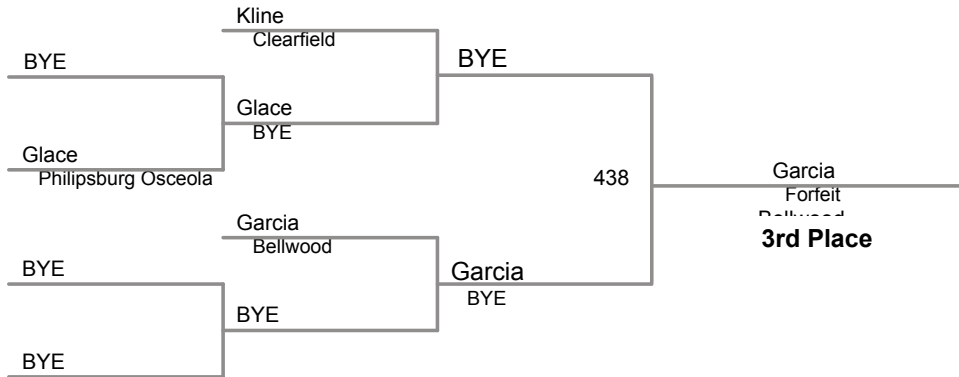 Kline
Clearfield
BYE
BYE
Glace
BYE
Glace
Philipsburg Osceola
438
Garcia
Forfeit
3rd Place
Garcia
Bellwood
BYE
Garcia
BYE
BYE
BYE